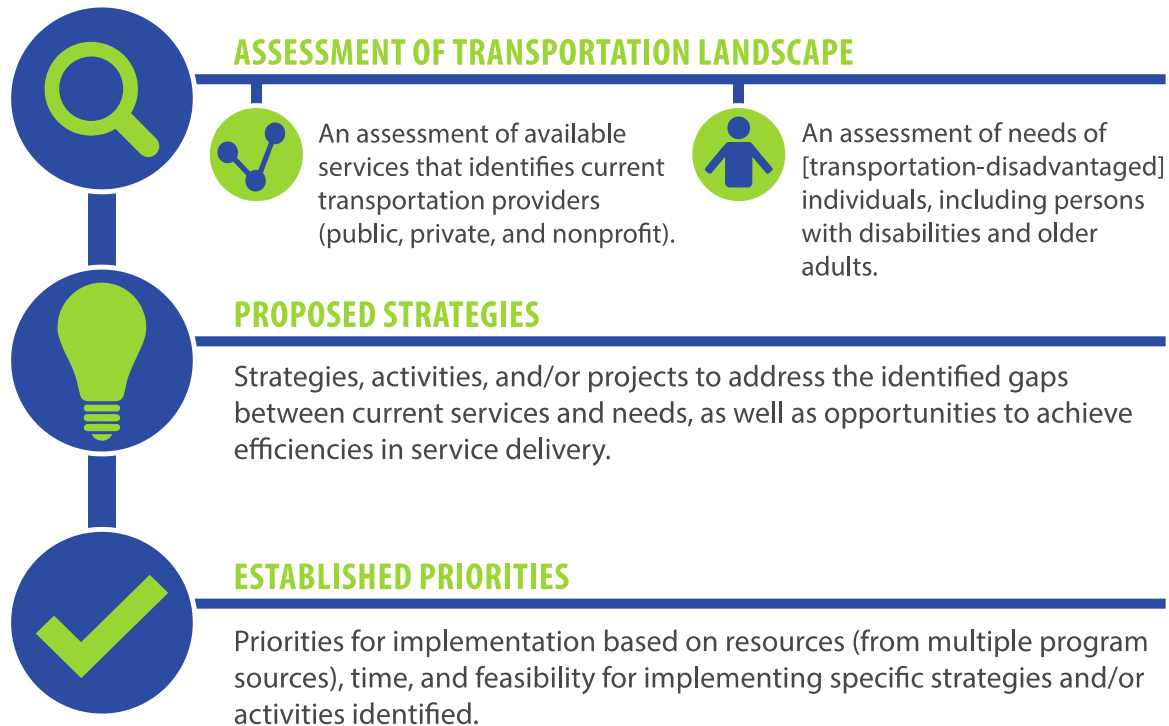 ASSESSMENT OF TRANSPORTATION LANDSCAPE
An assessment of available
services that identifies current
transportation providers
(public, private, and nonprofit).
An assessment of needs of
[transportation-disadvantaged]
individuals, including persons
with disabilities and older
adults.
PROPOSED STRATEGIES
Strategies, activities, and/or projects to address the identified gaps
between current services and needs, as well as opportunities to achieve
efficiencies in service delivery.
ESTABLISHED PRIORITIES
Priorities for implementation based on resources (from multiple program
sources), time, and feasibility for implementing specific strategies and/or
activities identified.